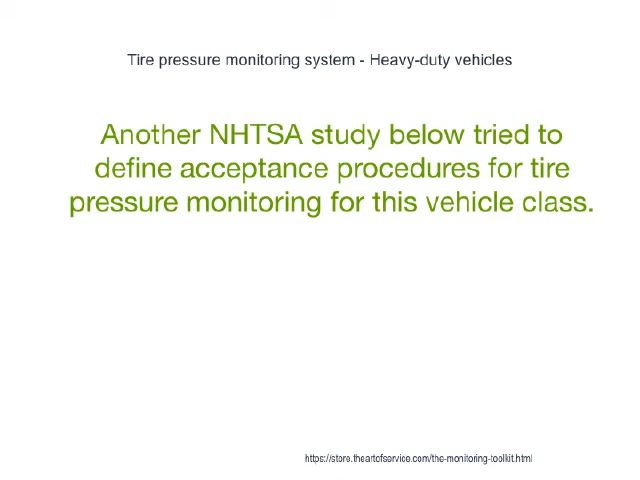 Tire pressure monitoring system - Heavy-duty vehicles
Another NHTSA study below tried to
define acceptance procedures for tire
pressure monitoring for this vehicle class.
https://store.theartofservice.com/the-monitoring-toolkit.html